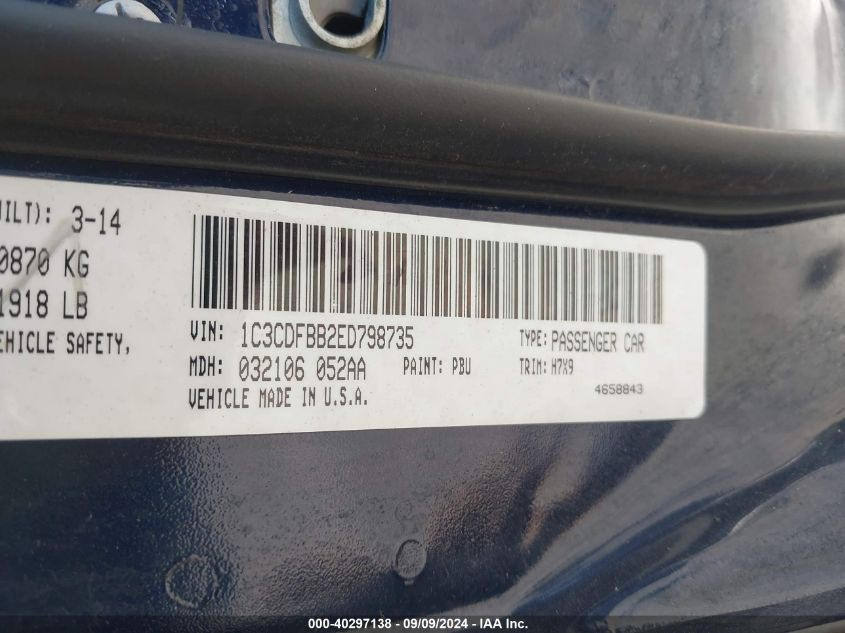 UILT): 3-14
0870 KG
1918 LB
EHICLE SAFETY,
VIN: 1C3CDFBB2ED798735
TYPE: PASSENGER CAR
MDH: 032106 052AA
PAINT: PBU
TRIM: H7X9
VEHICLE MADE IN U.S.A.
4658843
000-40297138 - 09/09/2024 - IAA Inc.